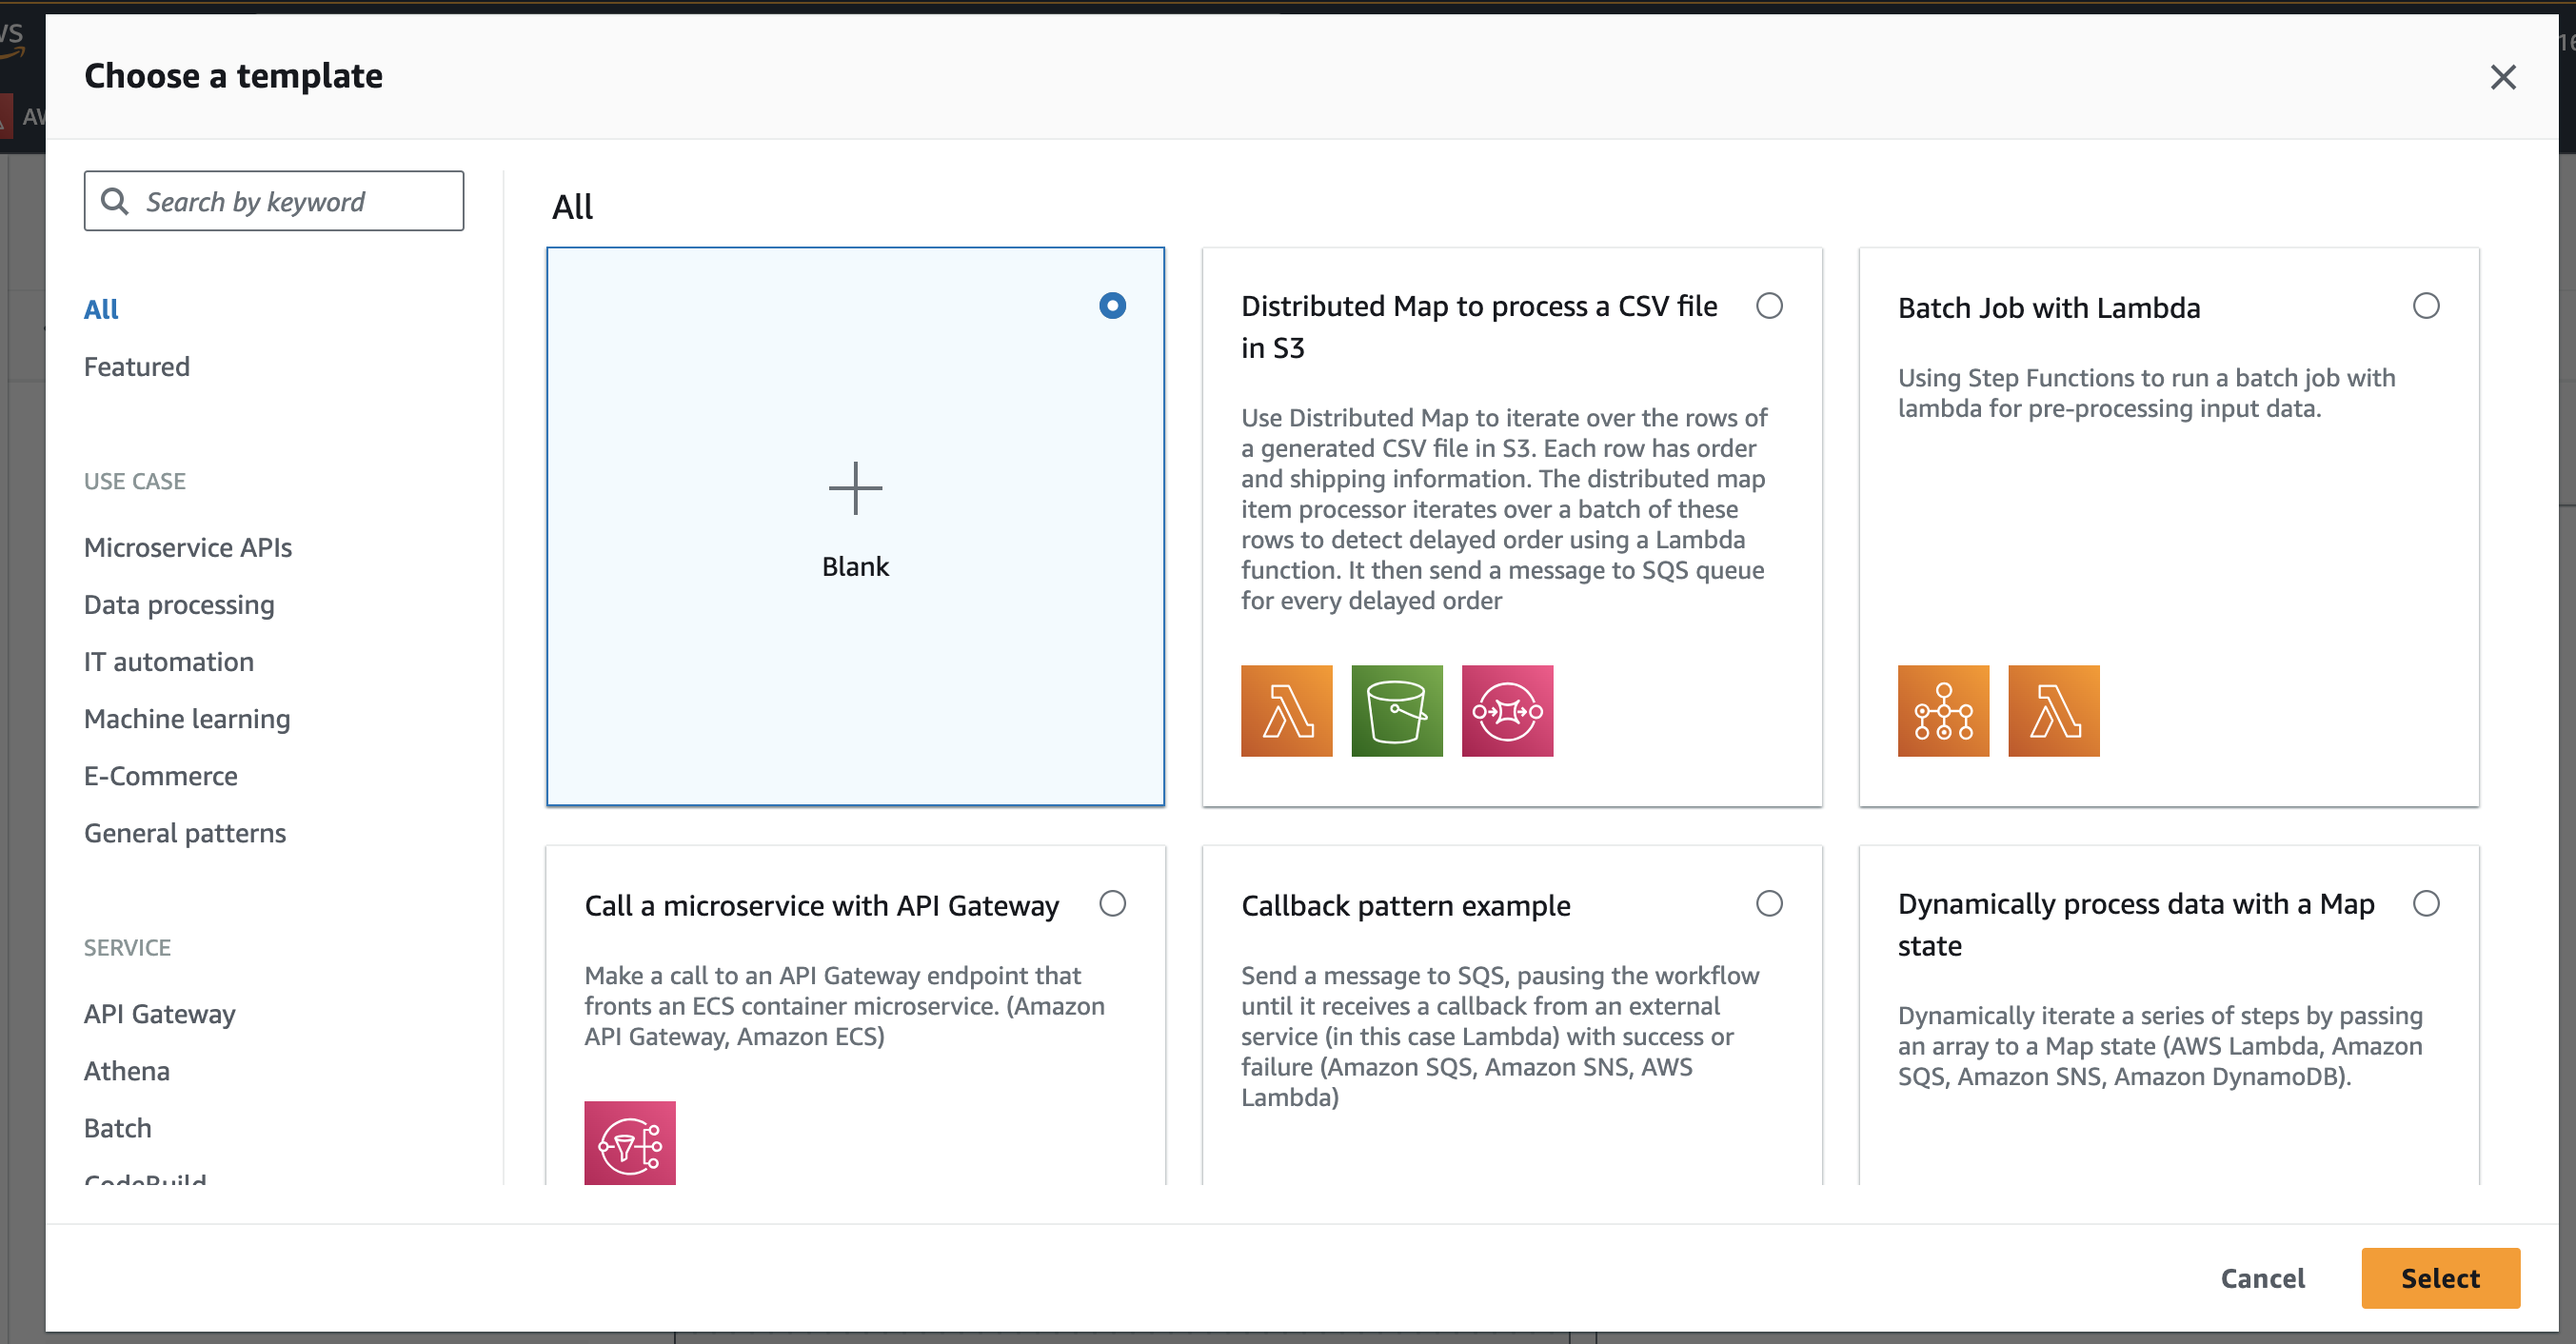 Choose a template
Search by keyword
All
Featured
USE CASE
Microservice APIs
Data processing
IT automation
Machine learning
E-Commerce
General patterns
SERVICE
API Gateway
Athena
Batch
CodeBuild
All
Blank
Distributed Map to process a CSV file
in S3
Use Distributed Map to iterate over the rows of
a generated CSV file in S3. Each row has order
and shipping information. The distributed map
item processor iterates over a batch of these
rows to detect delayed order using a Lambda
function. It then send a message to SQS queue
for every delayed order
Batch Job with Lambda
Using Step Functions to run a batch job with
lambda for pre-processing input data.
Call a microservice with API Gateway
Make a call to an API Gateway endpoint that
fronts an ECS container microservice. (Amazon
API Gateway, Amazon ECS)
Callback pattern example
Send a message to SQS, pausing the workflow
until it receives a callback from an external
service (in this case Lambda) with success or
failure (Amazon SQS, Amazon SNS, AWS
Lambda)
Dynamically process data with a Map
state
Dynamically iterate a series of steps by passing
an array to a Map state (AWS Lambda, Amazon
SQS, Amazon SNS, Amazon DynamoDB).
Cancel
Select